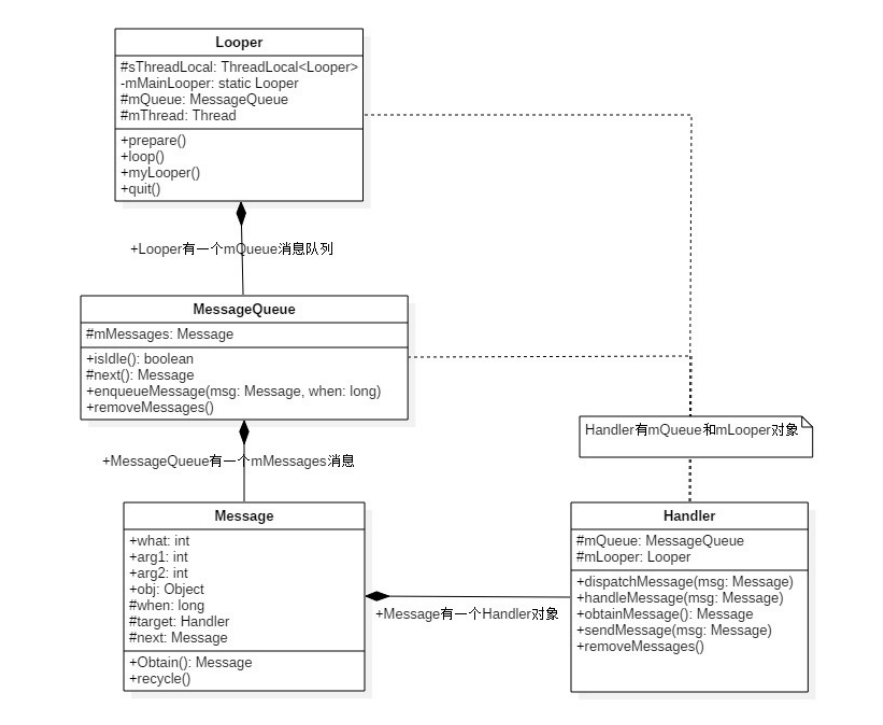 Looper
#sThreadLocal: ThreadLocal<Looper>
-mMainLooper: static Looper
#mQueue: MessageQueue
#mThread: Thread
+prepare()
+loop()
+myLooper()
+quit()
+Looper有一个mQueue消息队列
MessageQueue
#mMessages: Message
+isIdle(): boolean
#next(): Message
+enqueueMessage(msg: Message, when: long)
+removeMessages()
Handler有mQueue和mLooper对象
+MessageQueue有一个mMessages消息
Message
+what: int
+arg1: int
+arg2: int
+obj: Object
#when: long
#target: Handler
#next: Message
+Obtain(): Message
+recycle()
+Message有一个Handler对象
Handler
#mQueue: MessageQueue
#mLooper: Looper
+dispatchMessage(msg: Message)
+handleMessage(msg: Message)
+obtainMessage(): Message
+sendMessage(msg: Message)
+removeMessages()